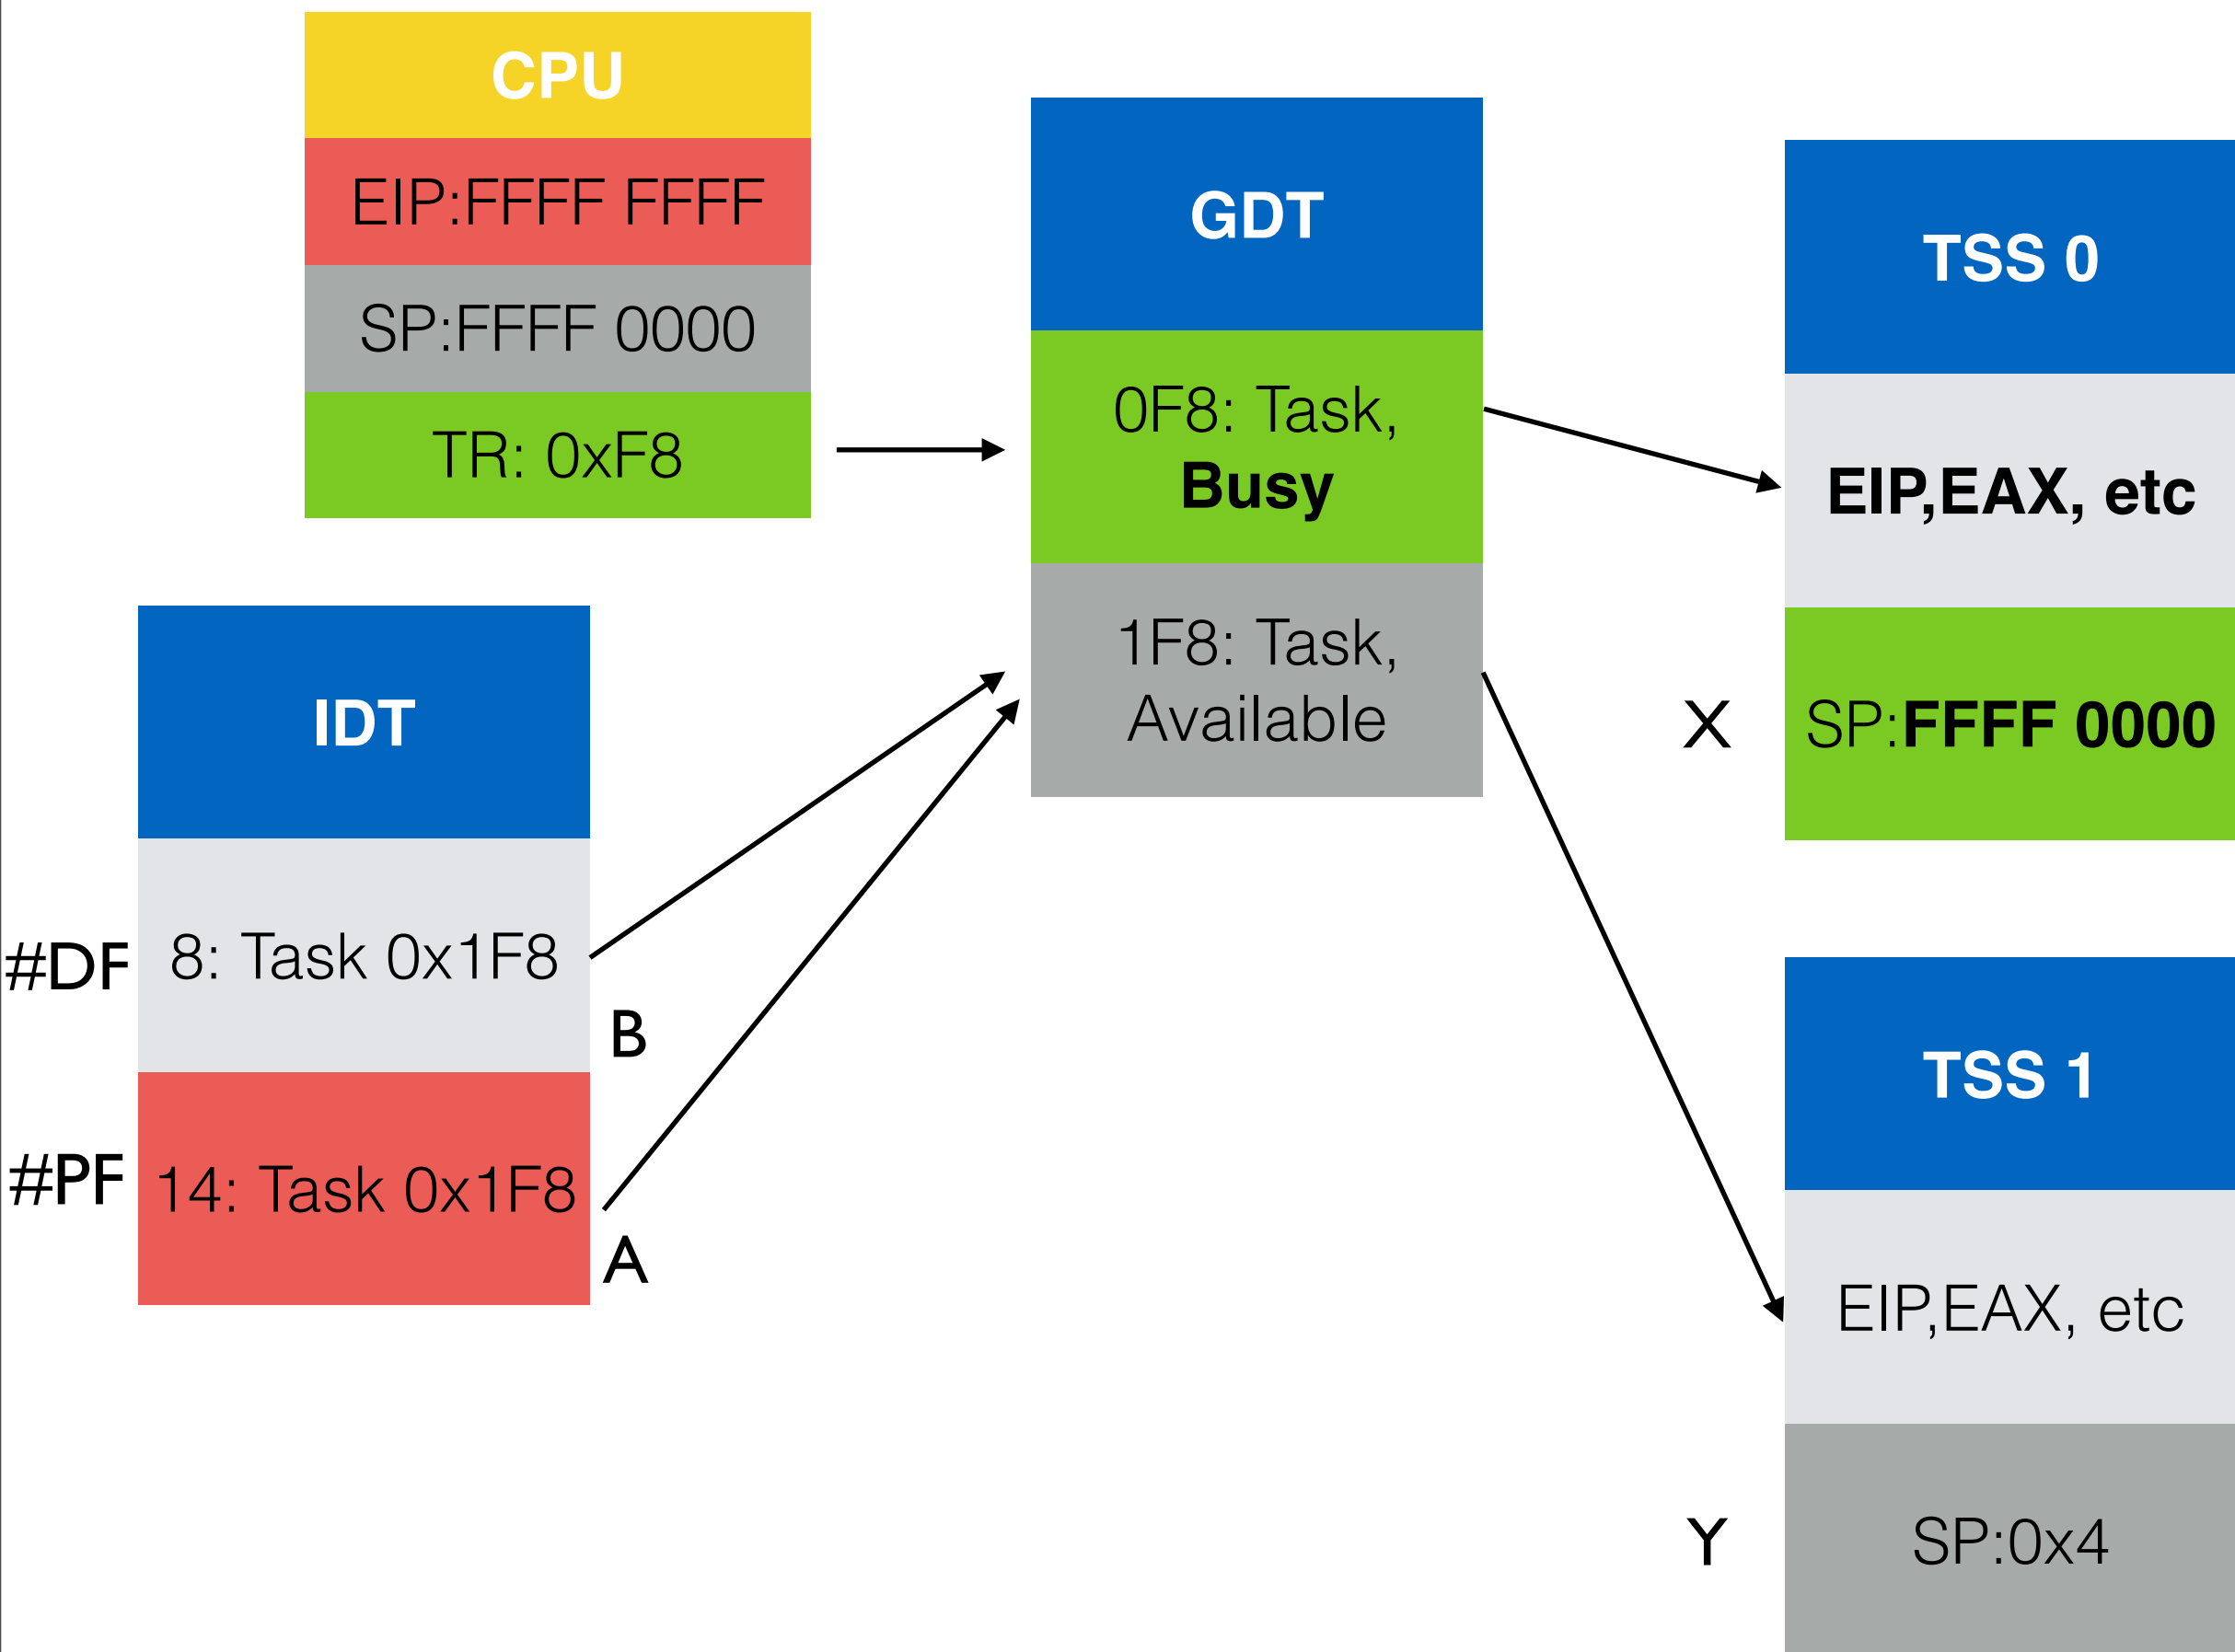 CPU
EIP:FFFF FFFF
SP:FFFF 0000
TR: 0xF8
GDT
0F8: Task,
Busy
1F8: Task,
Available
TSS 0
EIP,EAX, etc
X
SP:FFFF 0000
IDT
#DF
8: Task 0x1F8
B
#PF
14: Task 0x1F8
A
TSS 1
EIP,EAX, etc
Y
SP:0x4